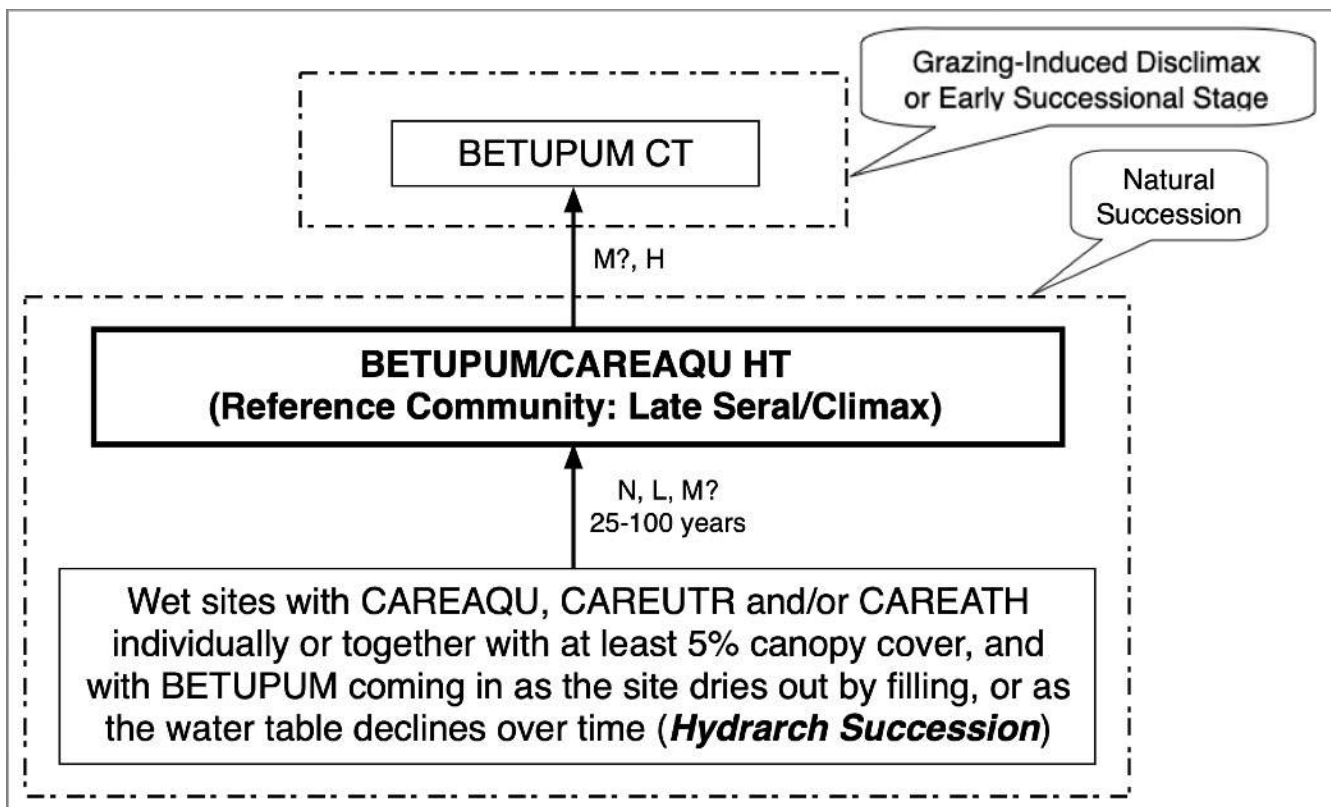 Grazing-Induced Disclimax
or Early Successional Stage
BETUPUM CT
Natural
Succession
M?, H
BETUPUM/CAREAQU HT
(Reference Community: Late Seral/Climax)
N, L, M?
25-100 years
Wet sites with CAREAQU, CAREUTR and/or CAREATH
individually or together with at least 5% canopy cover, and
with BETUPUM coming in as the site dries out by filling, or as
the water table declines over time (Hydrarch Succession)